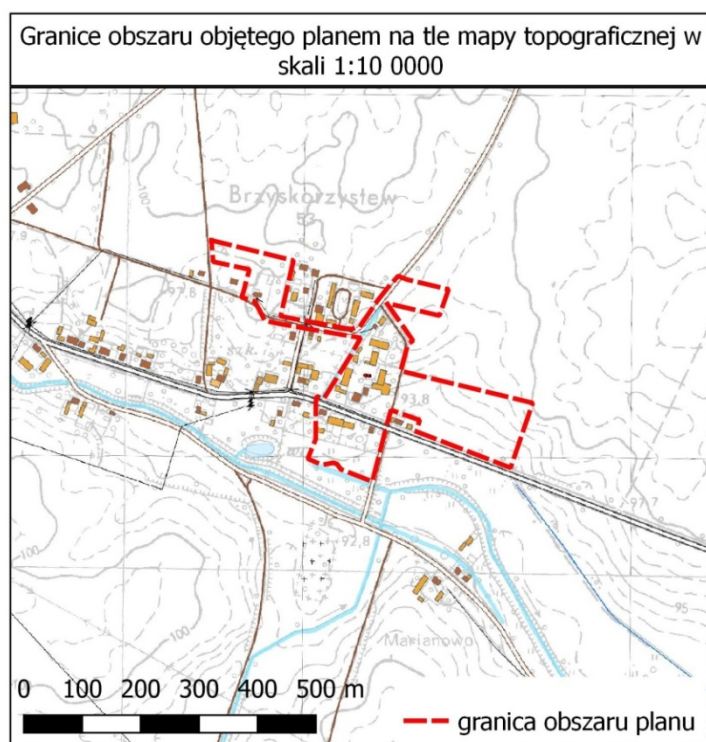 Granice obszaru objętego planem na tle mapy topograficznej w
skali 1:10 0000
100
Brzyskorzystew
53
97,8
93,8
92,8
97,7
100
100
95
Marianowo
0 100 200 300 400 500 m
granica obszaru planu